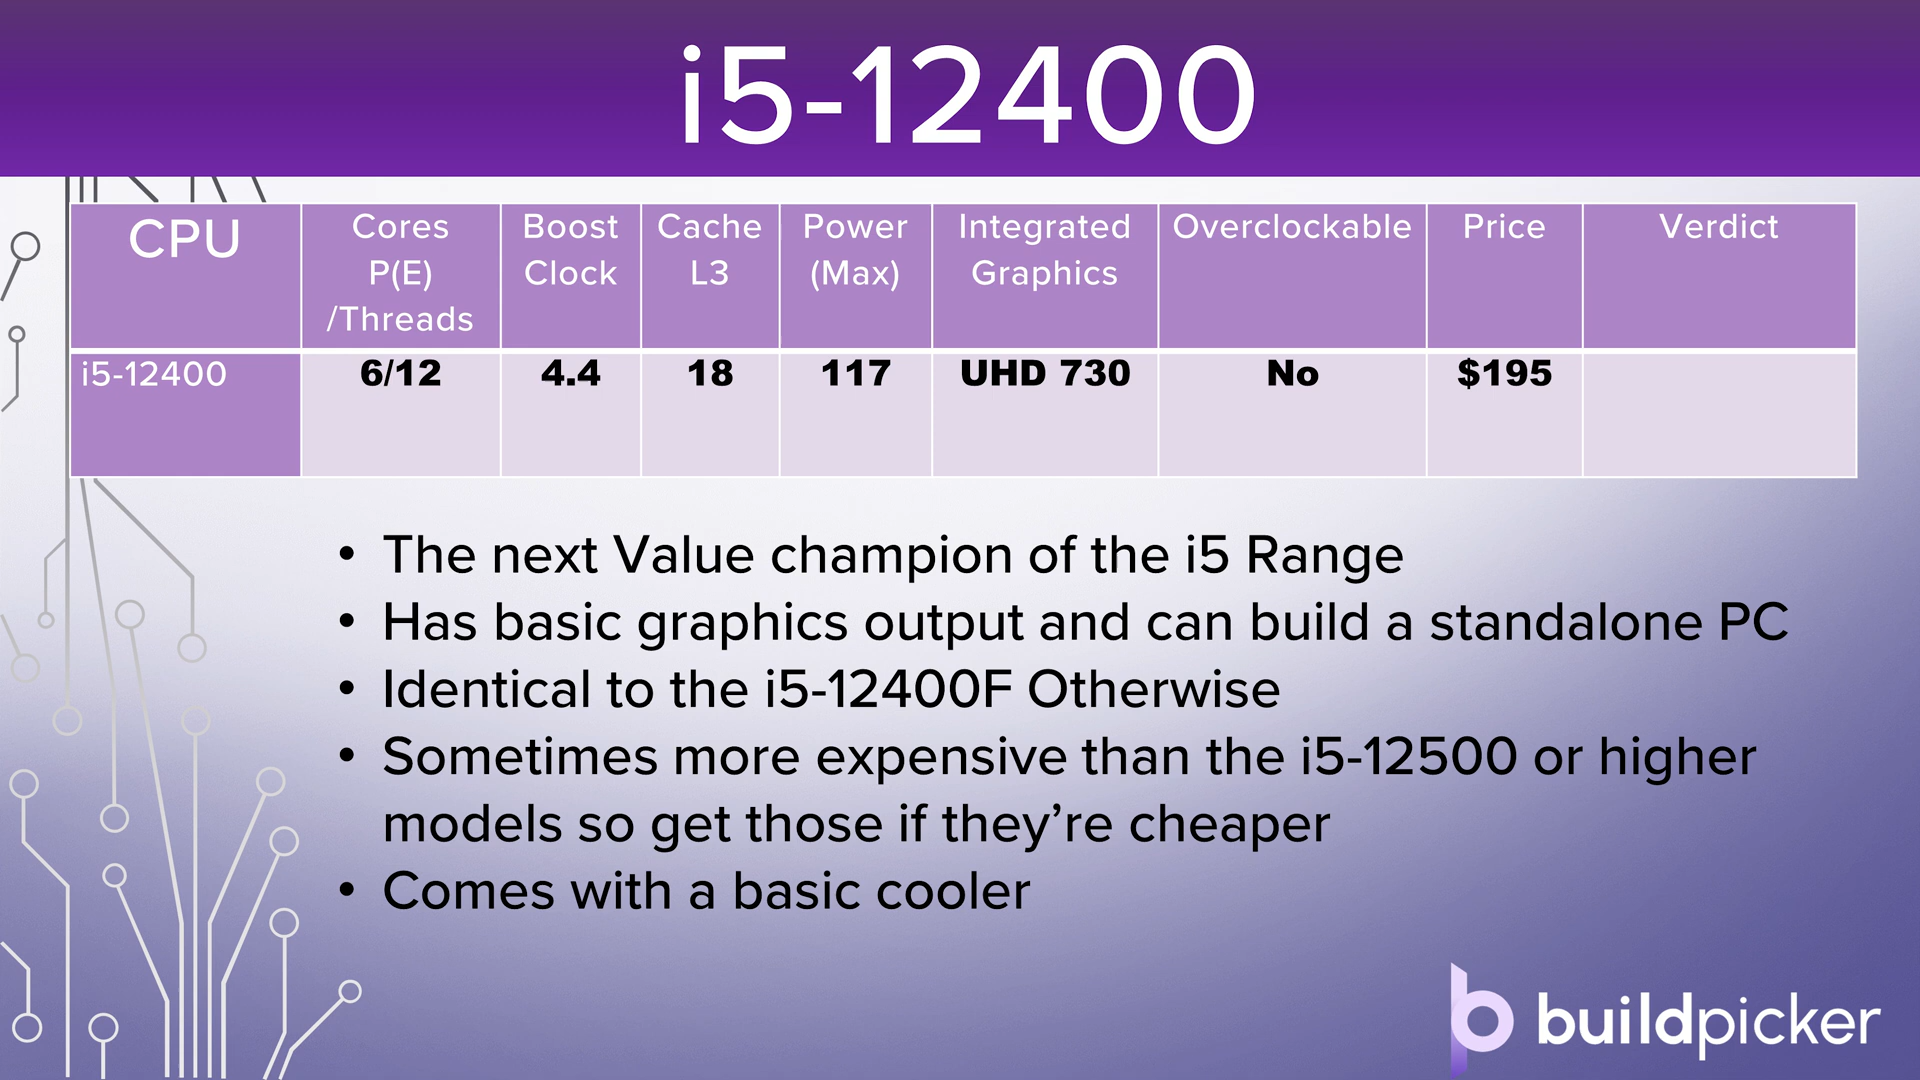 i5-12400
CPU
Cores
P(E)
/Threads
Boost
Clock
Cache
L3
Power
(Max)
Integrated
Graphics
Overclockable
Price
Verdict
i5-12400
6/12
4.4
18
117
UHD 730
No
$195
• The next Value champion of the i5 Range
• Has basic graphics output and can build a standalone PC
• Identical to the i5-12400F Otherwise
• Sometimes more expensive than the i5-12500 or higher
models so get those if they’re cheaper
• Comes with a basic cooler
buildpicker